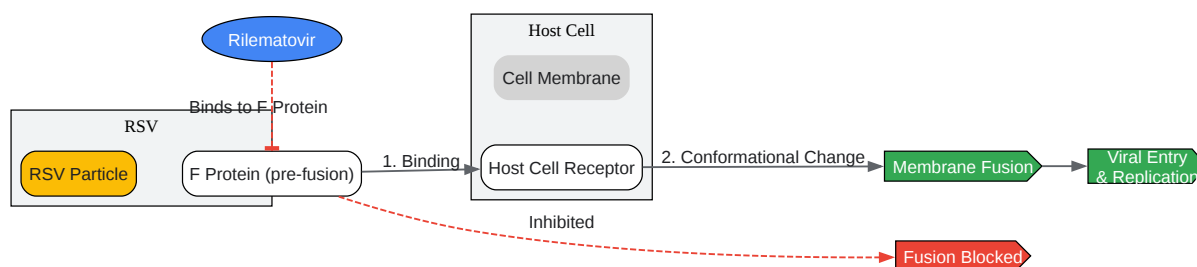 Rilematovir
Host Cell
Cell Membrane
Binds to F Protein
RSV
RSV Particle
F Protein (pre-fusion)
1. Binding
Host Cell Receptor
2. Conformational Change
Membrane Fusion
Viral Entry
& Replication
Inhibited
Fusion Blocked